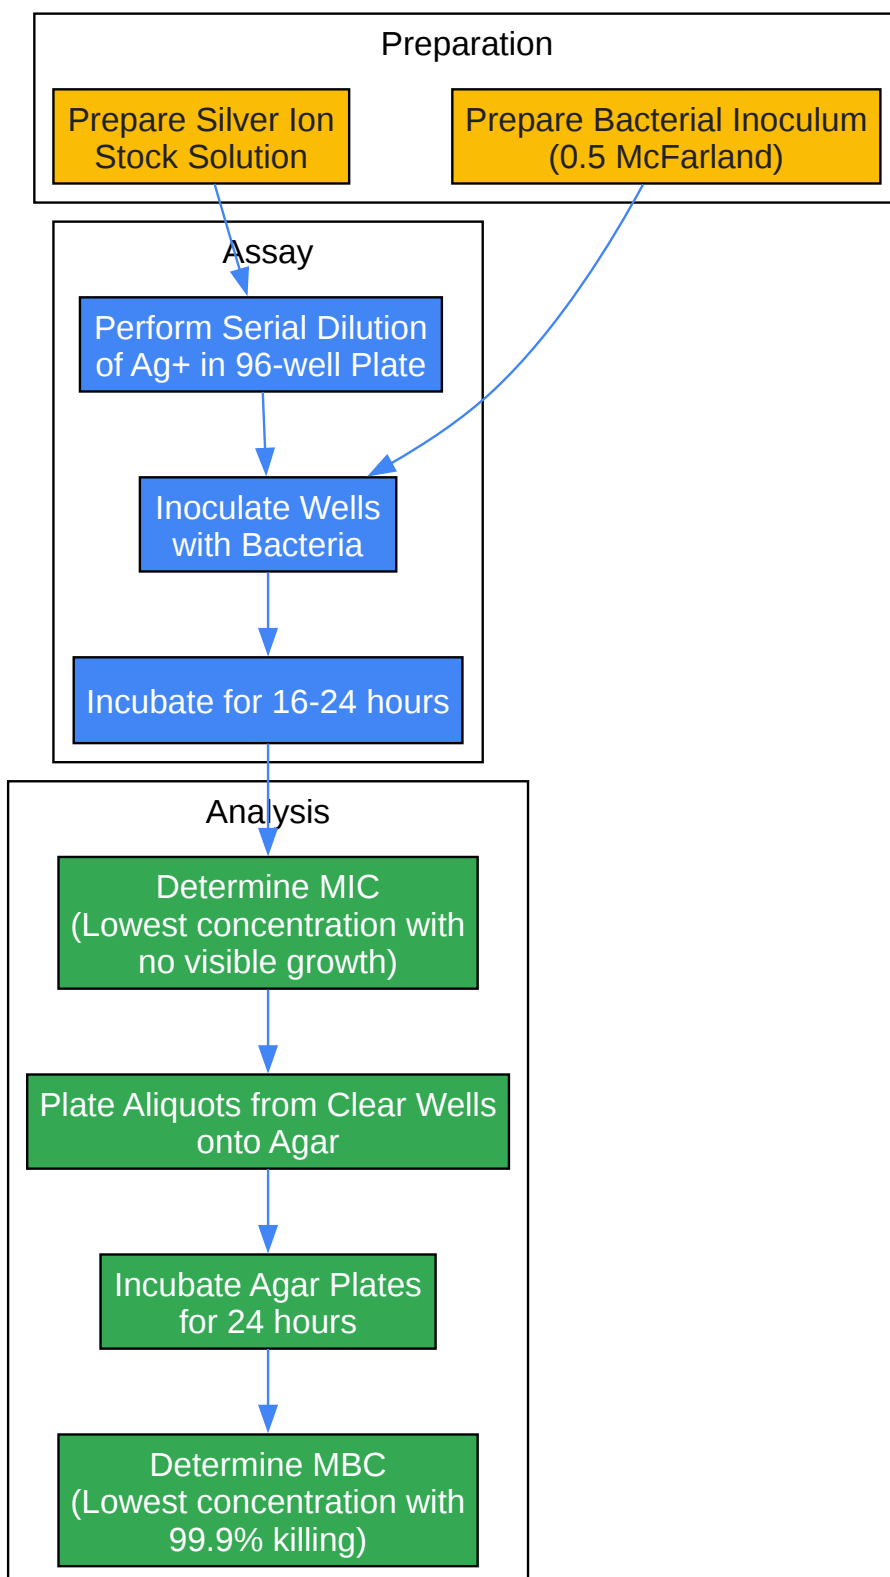 Preparation
Prepare Silver Ion
Stock Solution
Prepare Bacterial Inoculum
(0.5 McFarland)
Assay
Perform Serial Dilution
of Ag+ in 96-well Plate
Inoculate Wells
with Bacteria
Incubate for 16-24 hours
Analysis
Determine MIC
(Lowest concentration with
no visible growth)
Plate Aliquots from Clear Wells
onto Agar
Incubate Agar Plates
for 24 hours
Determine MBC
(Lowest concentration with
99.9% killing)